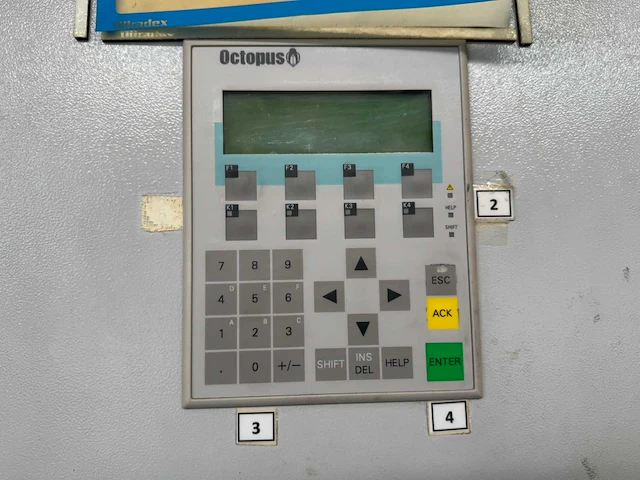 Octopus
F1 F2 F3 F4
K1 K2 K3 K4
HELP
SHIFT
2
7 8 9
4 D 5 E 6 F
1 A 2 B 3 C
. 0 +/−
ESC
ACK
ENTER
SHIFT INS DEL HELP
3
4